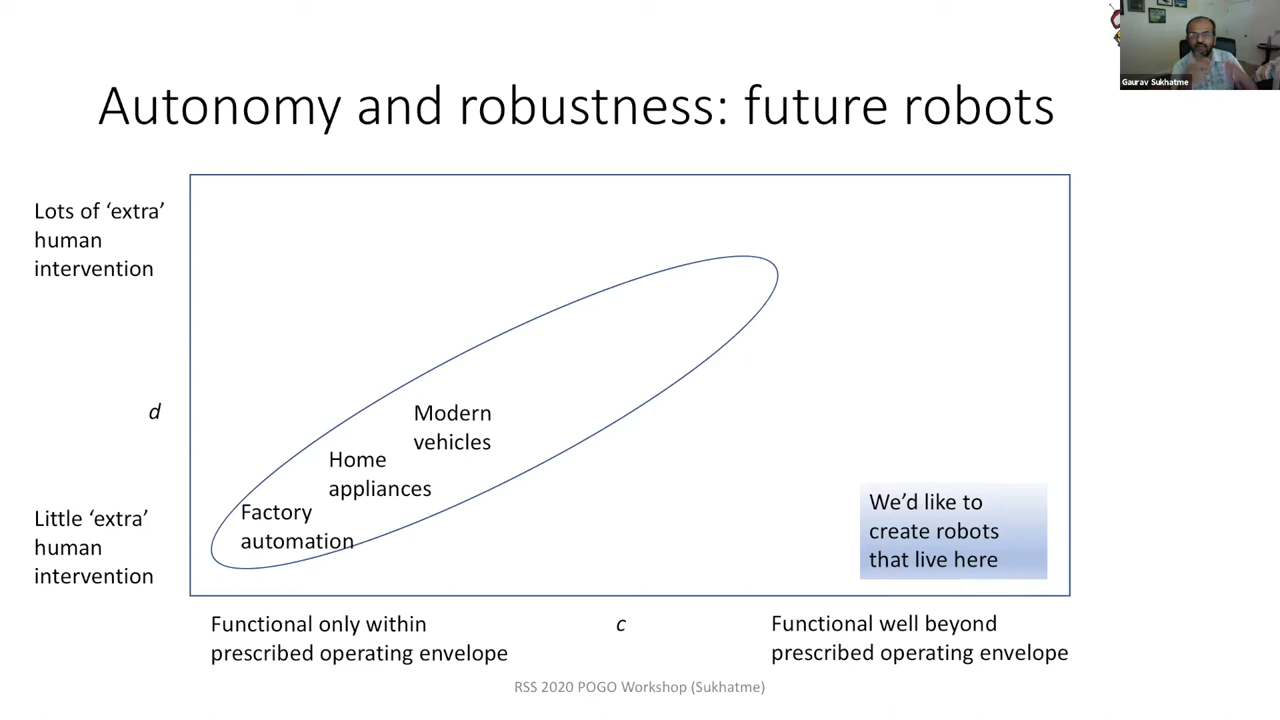 Gaurav Sukhatme
Autonomy and robustness: future robots
Lots of ‘extra’
human
intervention
d
Little ‘extra’
human
intervention
Modern
vehicles
Home
appliances
Factory
automation
We’d like to
create robots
that live here
Functional only within
prescribed operating envelope
c
Functional well beyond
prescribed operating envelope
RSS 2020 POGO Workshop (Sukhatme)